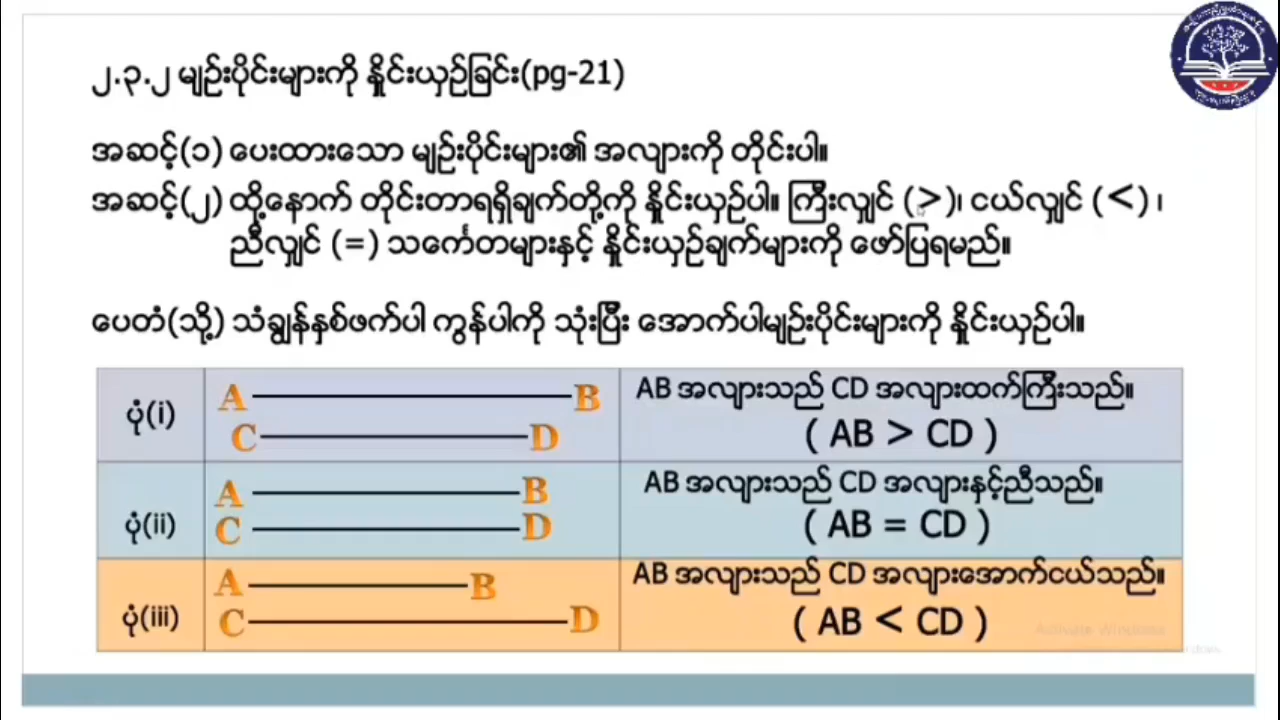 ၂.၃.၂ မျဉ်းပိုင်းများကို နှိုင်းယှဉ်ခြင်း(pg-21)
အဆင့်(၁) ပေးထားသော မျဉ်းပိုင်းများ၏ အလျားကို တိုင်းပါ။
အဆင့်(၂) ထို့နောက် တိုင်းတာရရှိချက်တို့ကို နှိုင်းယှဉ်ပါ။ ကြီးလျှင် (>)၊ ငယ်လျှင် (<) ၊
ညီလျှင် (=) သင်္ကေတများနှင့် နှိုင်းယှဉ်ချက်များကို ဖော်ပြရမည်။
ပေတံ(သို့) သံချွန်နှစ်ဖက်ပါ ကွန်ပါကို သုံးပြီး အောက်ပါမျဉ်းပိုင်းများကို နှိုင်းယှဉ်ပါ။
ပုံ(i)
A B
C D
AB အလျားသည် CD အလျားထက်ကြီးသည်။
( AB > CD )
ပုံ(ii)
A B
C D
AB အလျားသည် CD အလျားနှင့်ညီသည်။
( AB = CD )
ပုံ(iii)
A B
C D
AB အလျားသည် CD အလျားအောက်ငယ်သည်။
( AB < CD )
Activate Windows